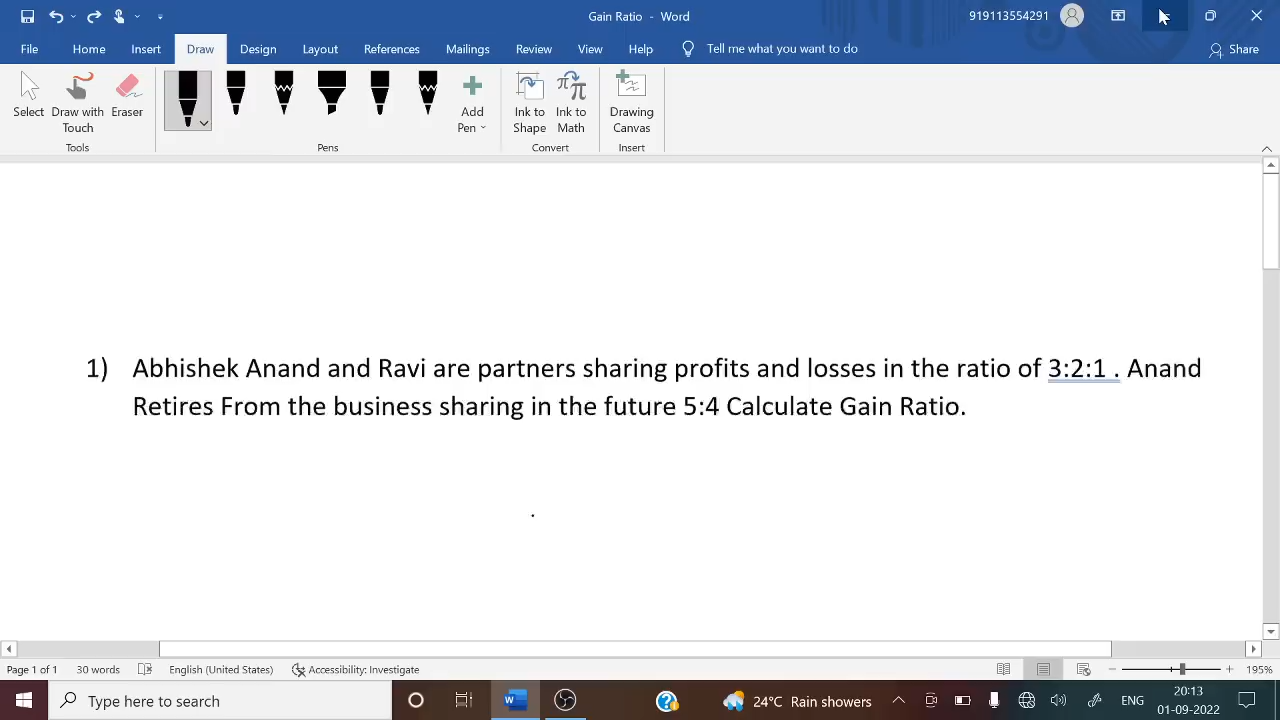 Gain Ratio - Word
919113554291
File Home Insert Draw Design Layout References Mailings Review View Help Tell me what you want to do Share
Select Draw with Touch Eraser Add Pen Ink to Shape Ink to Math Drawing Canvas
Tools Pens Convert Insert
1) Abhishek Anand and Ravi are partners sharing profits and losses in the ratio of 3:2:1 . Anand
Retires From the business sharing in the future 5:4 Calculate Gain Ratio.
Page 1 of 1 30 words English (United States) Accessibility: Investigate 195%
Type here to search 24°C Rain showers ENG 20:13
01-09-2022